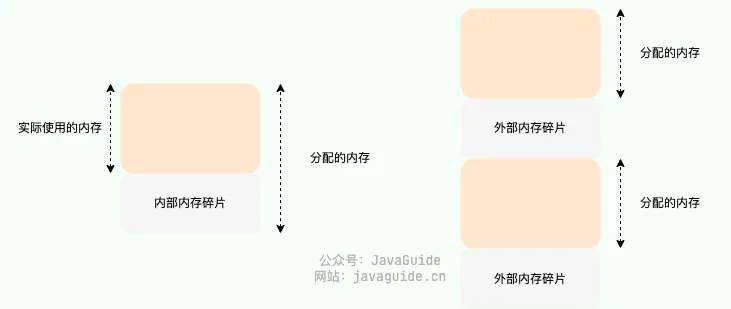 实际使用的内存
内部内存碎片
分配的内存
分配的内存
外部内存碎片
分配的内存
外部内存碎片
公众号：JavaGuide
网站：javaguide.cn